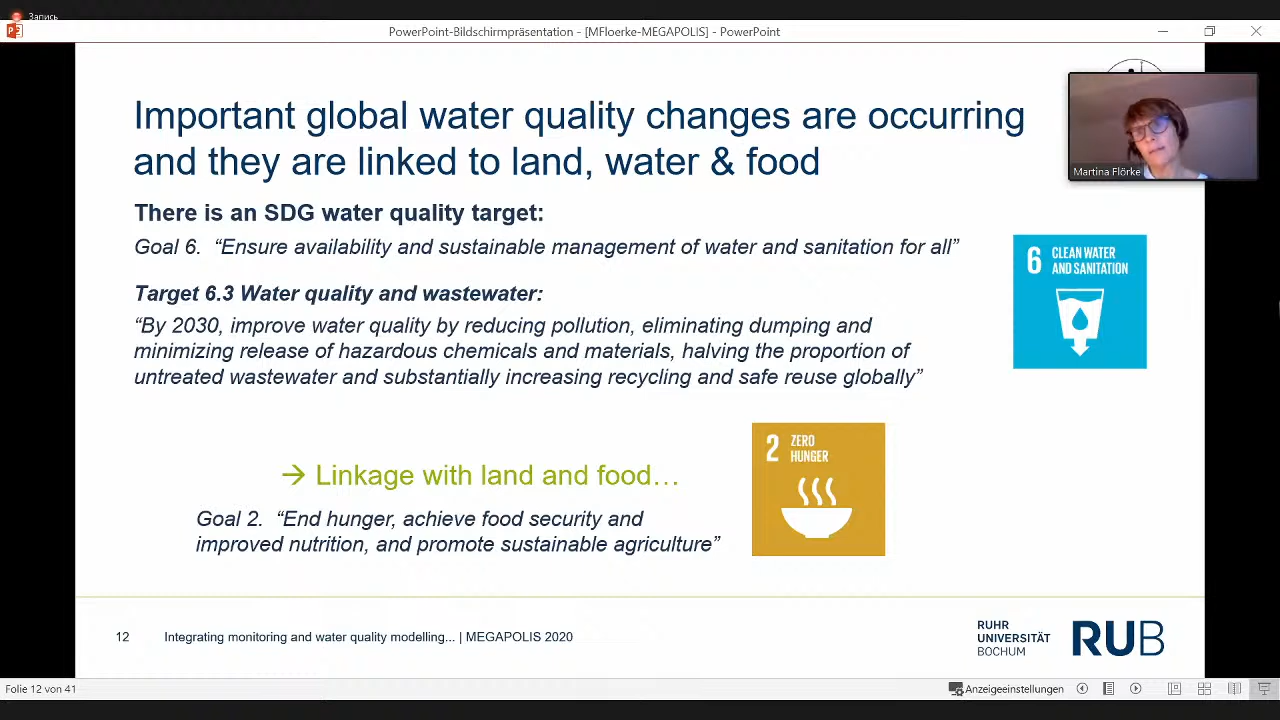 Запись
PowerPoint-Bildschirmpräsentation - [MFloerke-MEGAPOLIS] - PowerPoint
Important global water quality changes are occurring
and they are linked to land, water & food
Martina Flörke
There is an SDG water quality target:
Goal 6. “Ensure availability and sustainable management of water and sanitation for all”
6 CLEAN WATER
AND SANITATION
Target 6.3 Water quality and wastewater:
“By 2030, improve water quality by reducing pollution, eliminating dumping and
minimizing release of hazardous chemicals and materials, halving the proportion of
untreated wastewater and substantially increasing recycling and safe reuse globally”
2 ZERO
HUNGER
→ Linkage with land and food…
Goal 2. “End hunger, achieve food security and
improved nutrition, and promote sustainable agriculture”
12 Integrating monitoring and water quality modelling... | MEGAPOLIS 2020
RUHR
UNIVERSITÄT
BOCHUM
RUB
Folie 12 von 41
Anzeigeeinstellungen